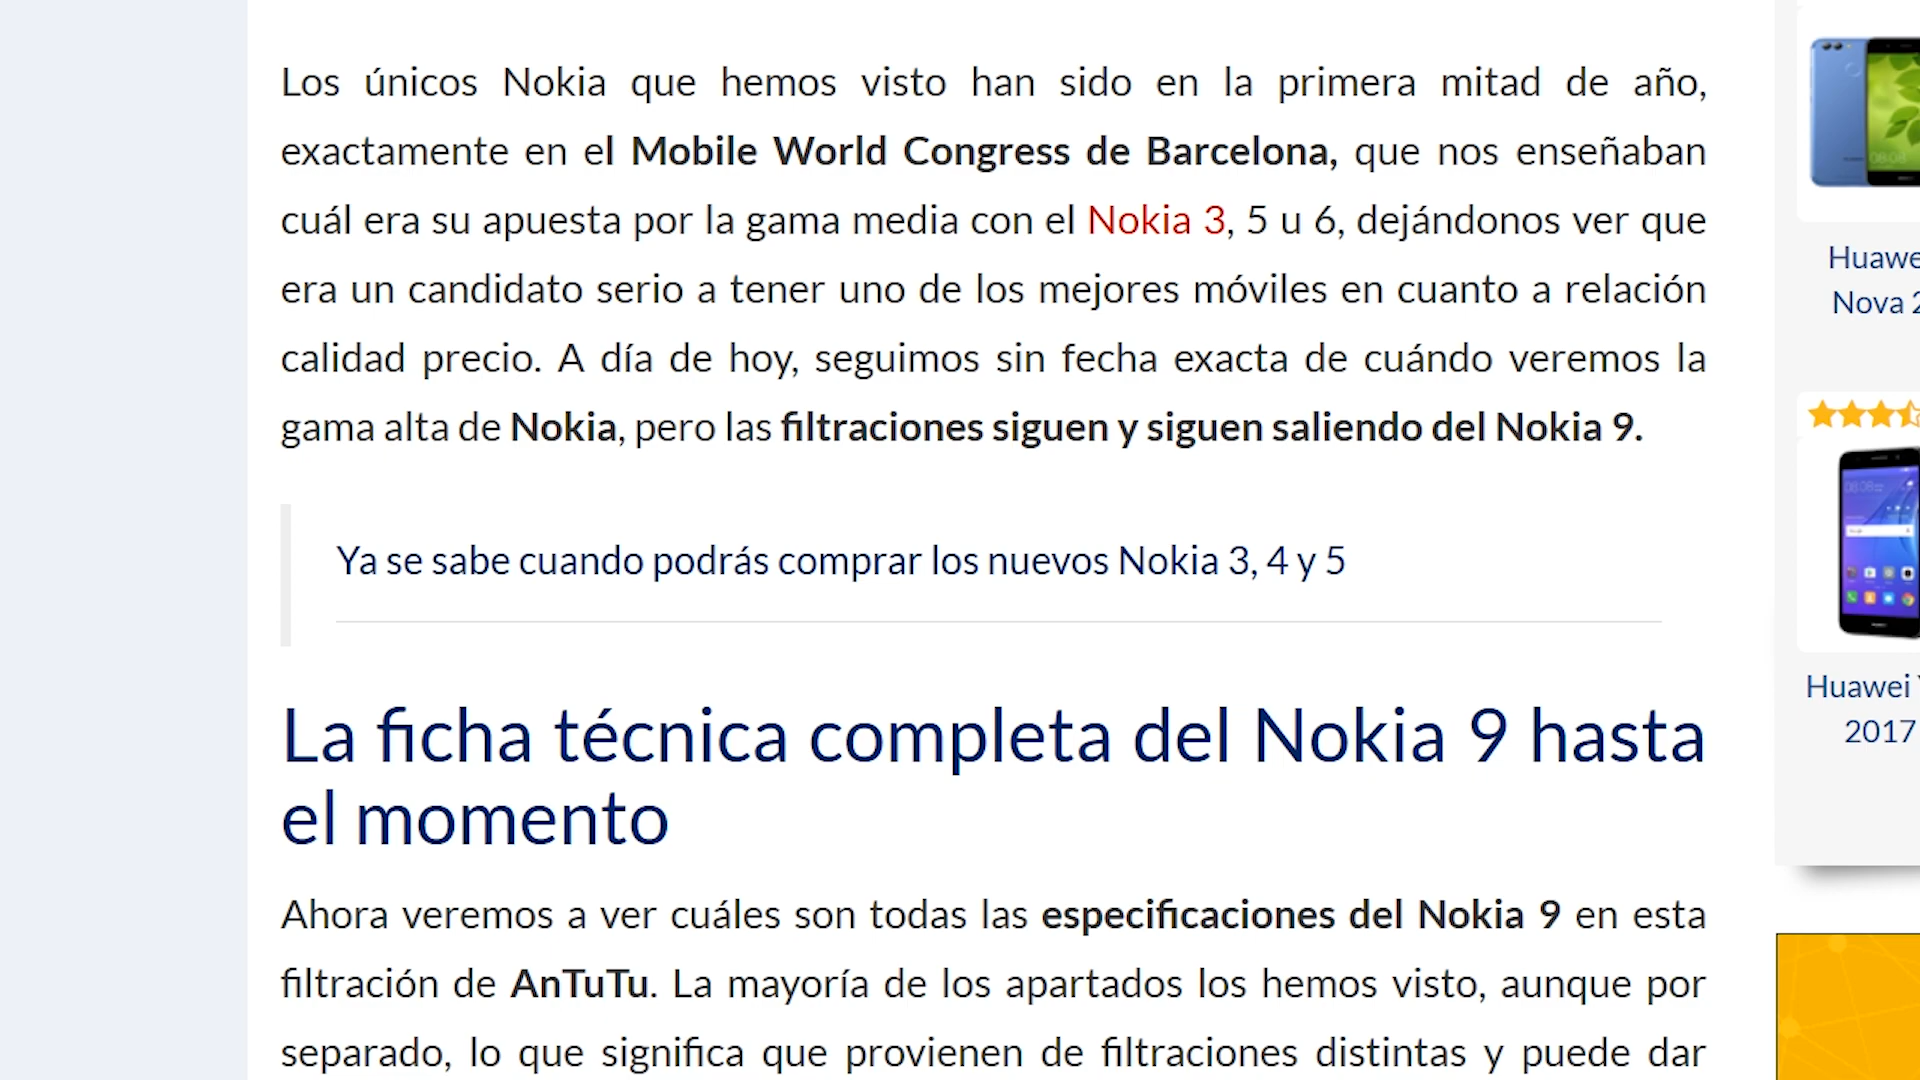 Los únicos Nokia que hemos visto han sido en la primera mitad de año,
exactamente en el Mobile World Congress de Barcelona, que nos enseñaban
cuál era su apuesta por la gama media con el Nokia 3, 5 u 6, dejándonos ver que
era un candidato serio a tener uno de los mejores móviles en cuanto a relación
calidad precio. A día de hoy, seguimos sin fecha exacta de cuándo veremos la
gama alta de Nokia, pero las filtraciones siguen y siguen saliendo del Nokia 9.
Ya se sabe cuando podrás comprar los nuevos Nokia 3, 4 y 5
La ficha técnica completa del Nokia 9 hasta
el momento
Ahora veremos a ver cuáles son todas las especificaciones del Nokia 9 en esta
filtración de AnTuTu. La mayoría de los apartados los hemos visto, aunque por
separado, lo que significa que provienen de filtraciones distintas y puede dar
08:08
Nova
08:08
Huawei
2017